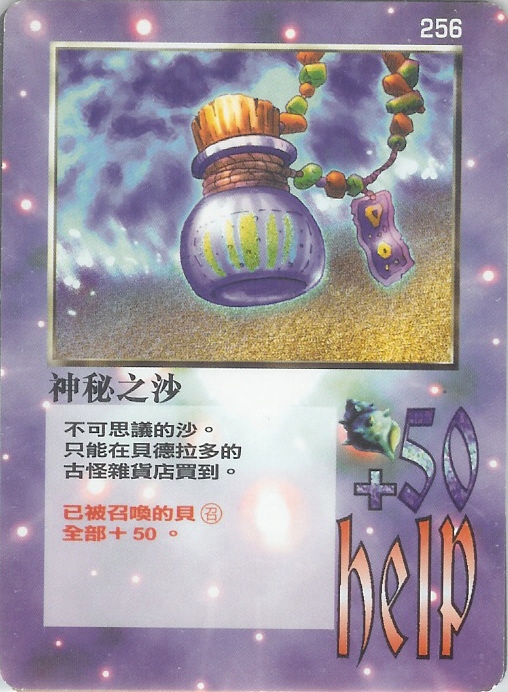 256
神秘之沙
不可思議的沙。
只能在貝德拉多的
古怪雜貨店買到。
已被召喚的貝㊁
全部＋50。
+50
help